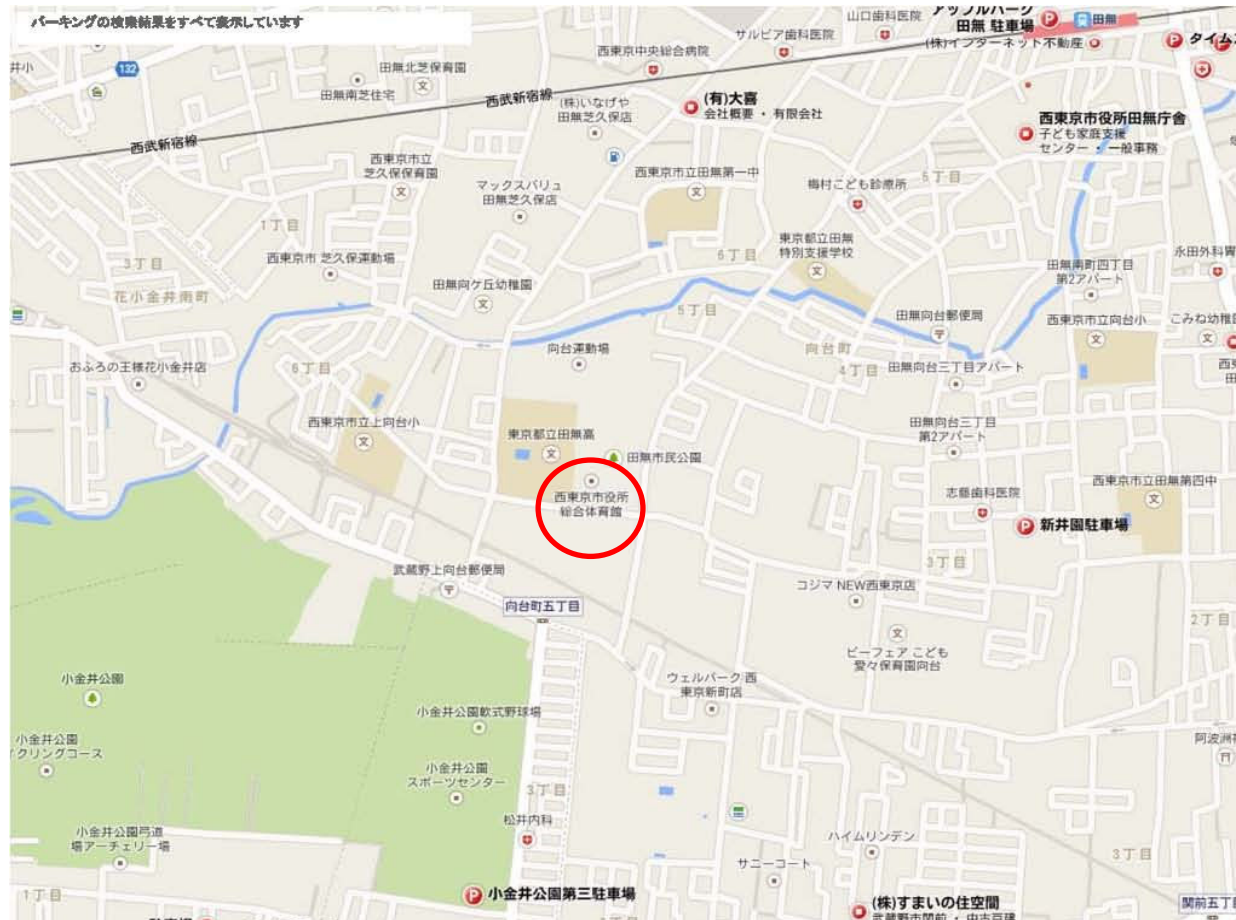 パーキングの検索結果をすべて表示しています
山口歯科医院
アップルパーク
田無 駐車場
田無
(株)インターネット不動産
サルビア歯科医院
西東京中央総合病院
タイムズ
井小
132
田無北芝保育園
田無南芝住宅
西武新宿線
(株)いなげや
田無芝久保店
(有)大喜
会社概要・有限会社
西東京市役所田無庁舎
子ども家庭支援
センター・一般事務
西武新宿線
西東京市立
芝久保保育園
マックスバリュ
田無芝久保店
西東京市立田無第一中
梅村こども診療所
5丁目
1丁目
3丁目
西東京市 芝久保運動場
東京都立田無
特別支援学校
6丁目
永田外科胃
田無南町四丁目
第2アパート
花小金井南町
田無向ケ丘幼稚園
5丁目
田無向台郵便局
西東京市立向台小
こみね幼稚園
向台運動場
向台町
4丁目
田無向台三丁目アパート
おふろの王様花小金井店
6丁目
西東京市立上向台小
東京都立田無高
田無市民公園
田無向台三丁目
第2アパート
西東京市役所
総合体育館
志藤歯科医院
西東京市立田無第四中
新井園駐車場
武蔵野上向台郵便局
3丁目
コジマ NEW西東京店
向台町五丁目
2丁目
ピーフェア こども
愛々保育園向台
小金井公園
ウェルパーク 西
東京新町店
小金井公園軟式野球場
小金井公園
イクリングコース
阿波洲神
小金井公園
スポーツセンター
3丁目
松井内科
小金井公園弓道
場アーチェリー場
ハイムリンデン
サニーコート
3丁目
1丁目
小金井公園第三駐車場
(株)すまいの住空間
武蔵野市関前・中古戸建
関前五丁目